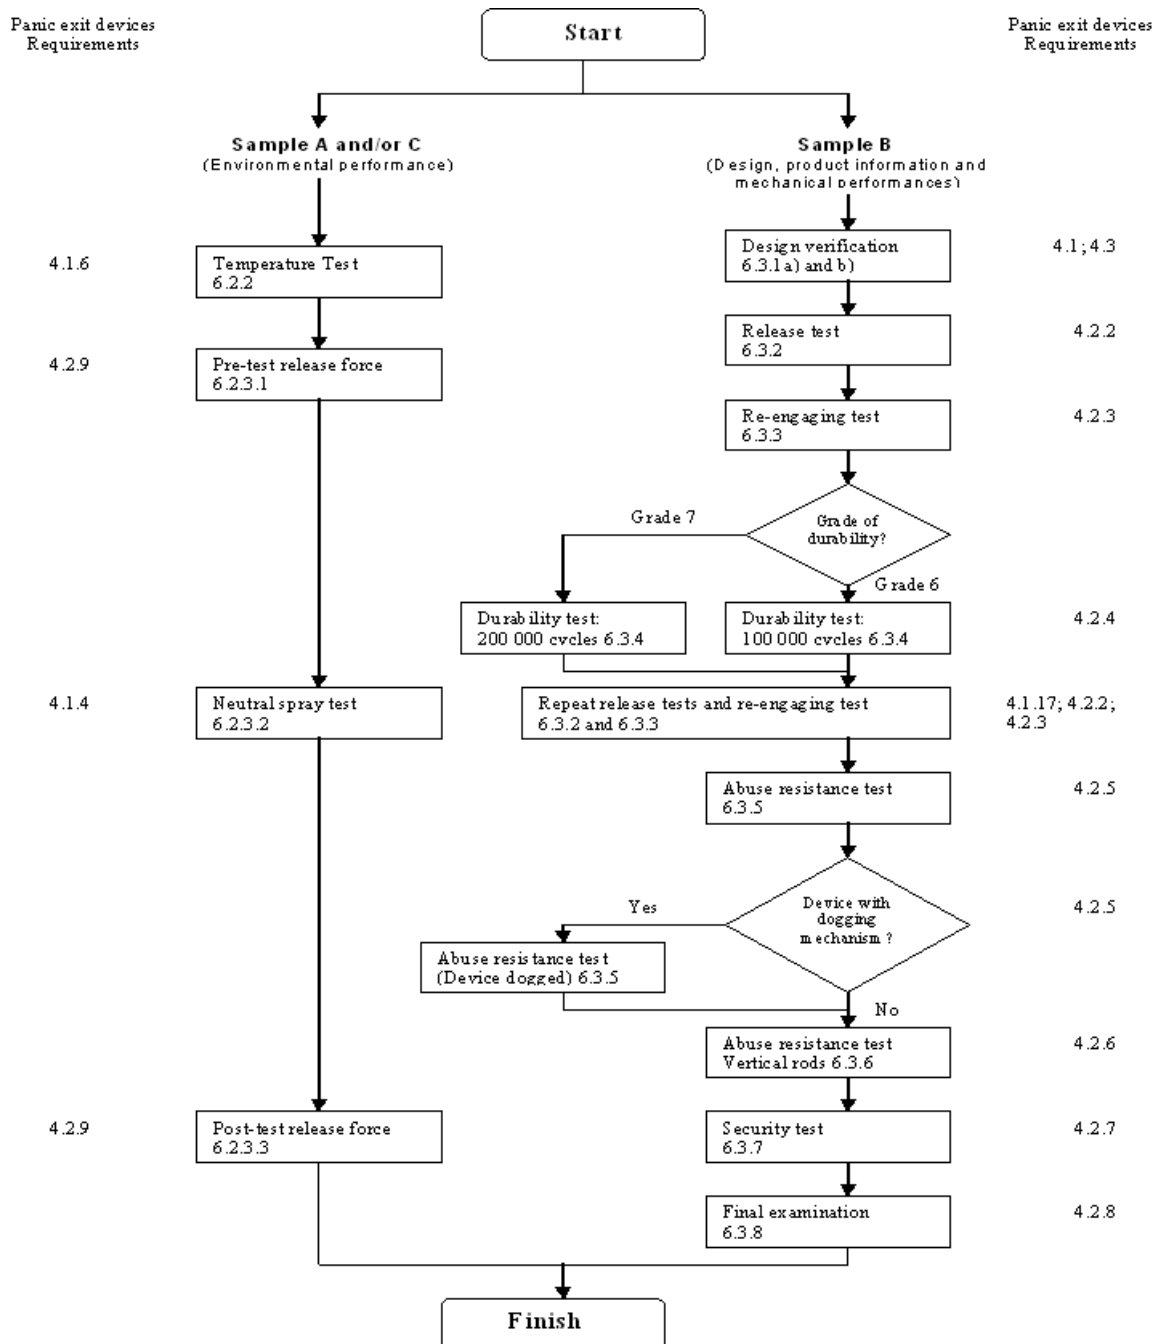 Panic exit devices
Requirements
Start
Panic exit devices
Requirements
Sample A and/or C
(Environmental performance)
Sample B
(Design, product information and
mechanical performances)
4.1.6
Temperature Test
6.2.2
Design verification
6.3.1a) and b)
4.1; 4.3
Release test
6.3.2
4.2.2
4.2.9
Pre-test release force
6.2.3.1
Re-engaging test
6.3.3
4.2.3
Grade 7
Grade of
durability?
Grade 6
Durability test:
200 000 cycles 6.3.4
Durability test:
100 000 cycles 6.3.4
4.2.4
4.1.4
Neutral spray test
6.2.3.2
Repeat release tests and re-engaging test
6.3.2 and 6.3.3
4.1.17; 4.2.2;
4.2.3
Abuse resistance test
6.3.5
4.2.5
Yes
Device with
dogging
mechanism?
4.2.5
Abuse resistance test
(Device dogged) 6.3.5
No
Abuse resistance test
Vertical rods 6.3.6
4.2.6
4.2.9
Post-test release force
6.2.3.3
Security test
6.3.7
4.2.7
Final examination
6.3.8
4.2.8
Finish